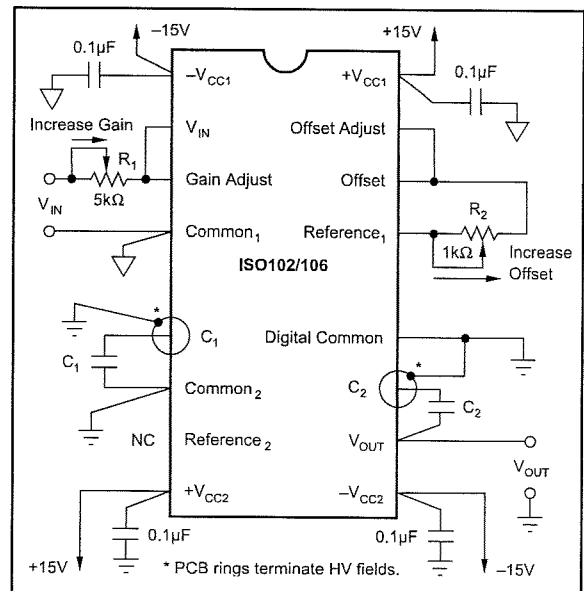 –15V
+15V
0.1µF
–V_CC1
+V_CC1
0.1µF
Increase Gain
V_IN
Offset Adjust
R_1
Gain Adjust
Offset
5kΩ
V_IN
R_2
Common_1
Reference_1
1kΩ
Increase
Offset
ISO102/106
*
C_1
Digital Common
C_1
*
C_2
Common_2
C_2
NC
Reference_2
V_OUT
V_OUT
+V_CC2
–V_CC2
0.1µF
0.1µF
+15V
* PCB rings terminate HV fields.
–15V